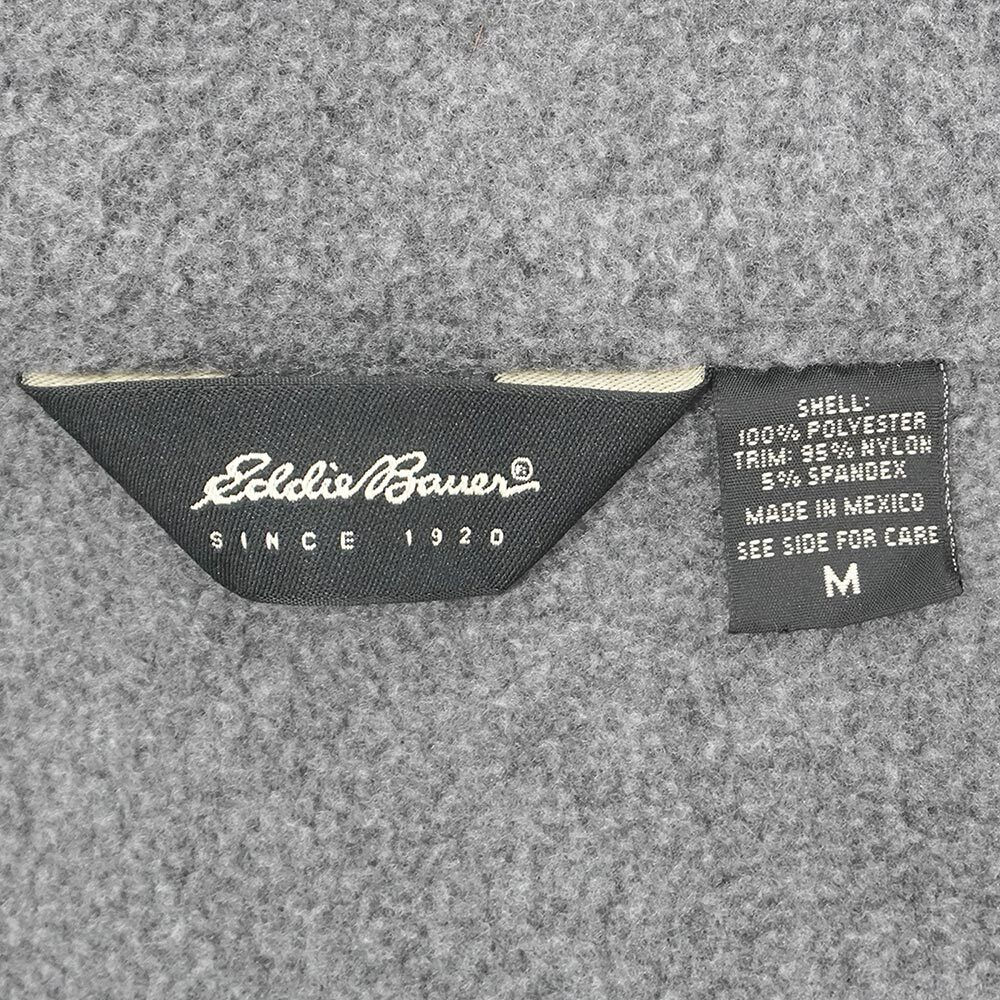 Eddie Bauer®
SINCE 1920
SHELL:
100% POLYESTER
TRIM: 95% NYLON
5% SPANDEX
MADE IN MEXICO
SEE SIDE FOR CARE
M